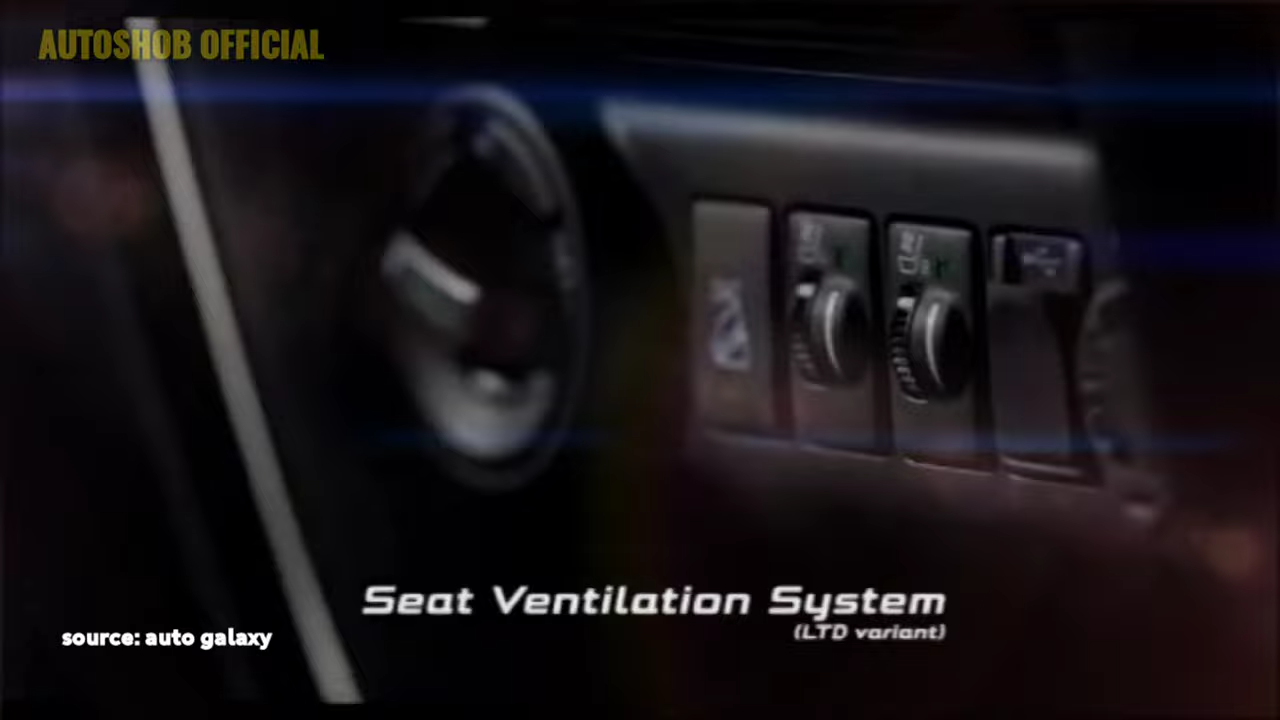 AUTOSHOB OFFICIAL
Seat Ventilation System
(LTD variant)
source: auto galaxy